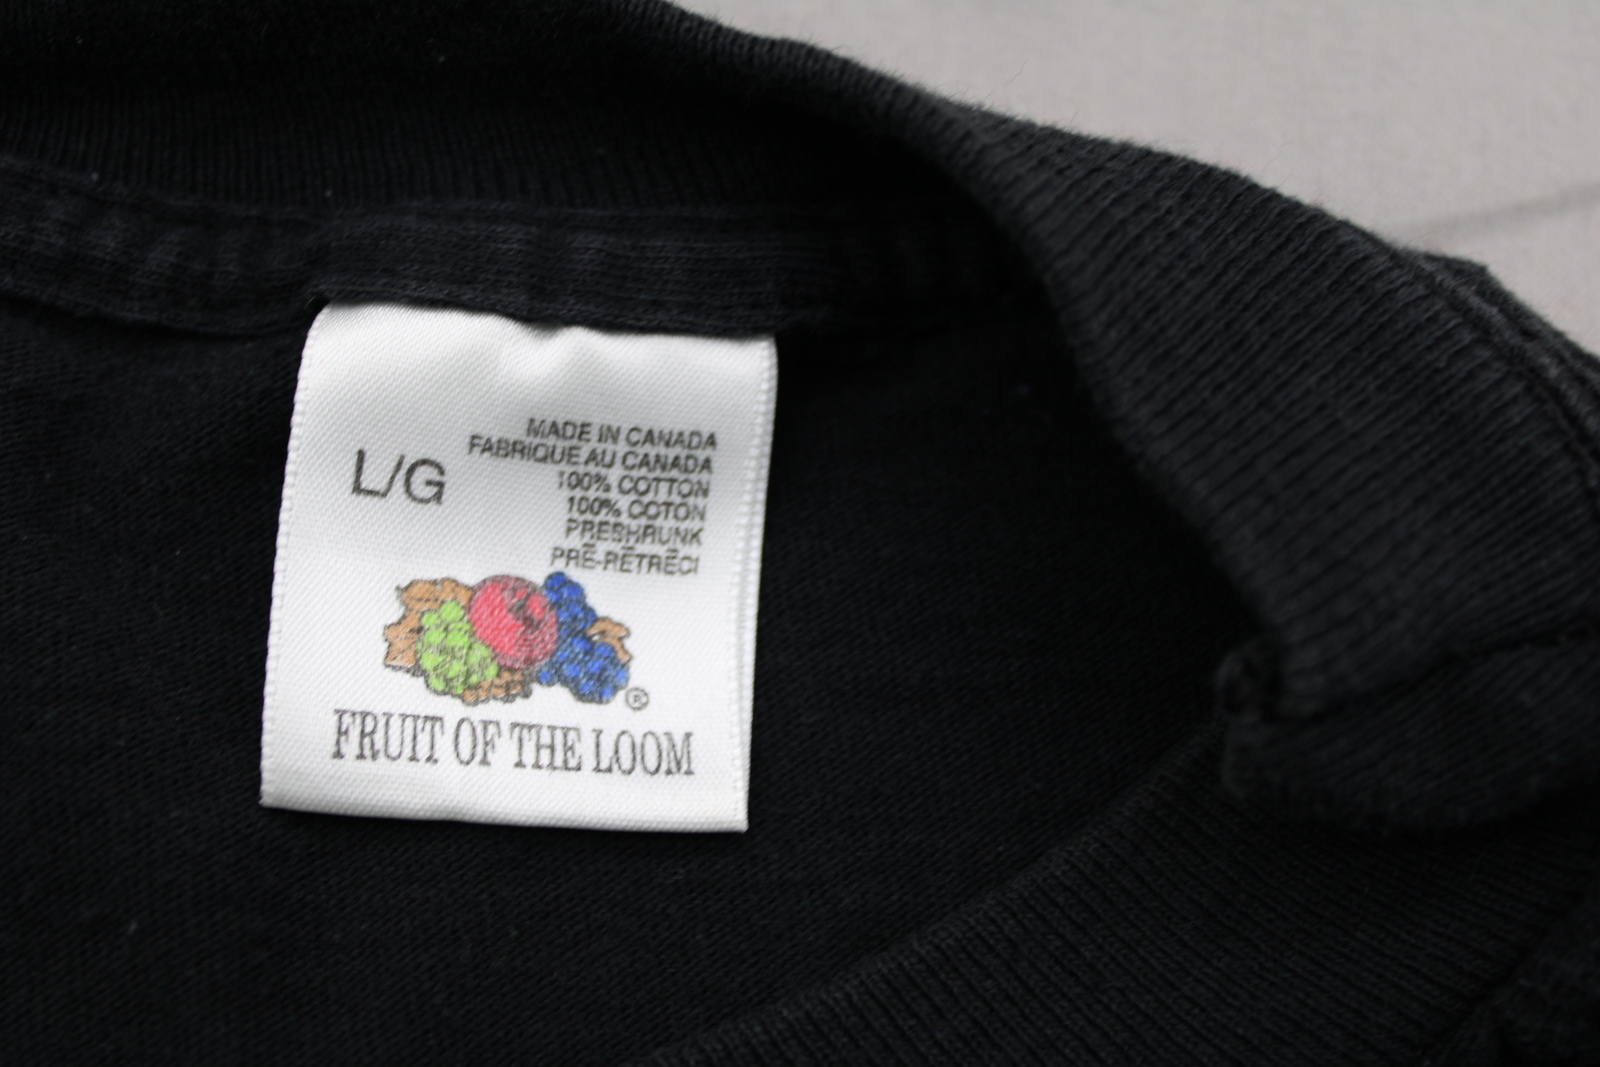 L/G
MADE IN CANADA
FABRIQUE AU CANADA
100% COTTON
100% COTON
PRESHRUNK
PRÉ-RÉTRÉCI
®
FRUIT OF THE LOOM